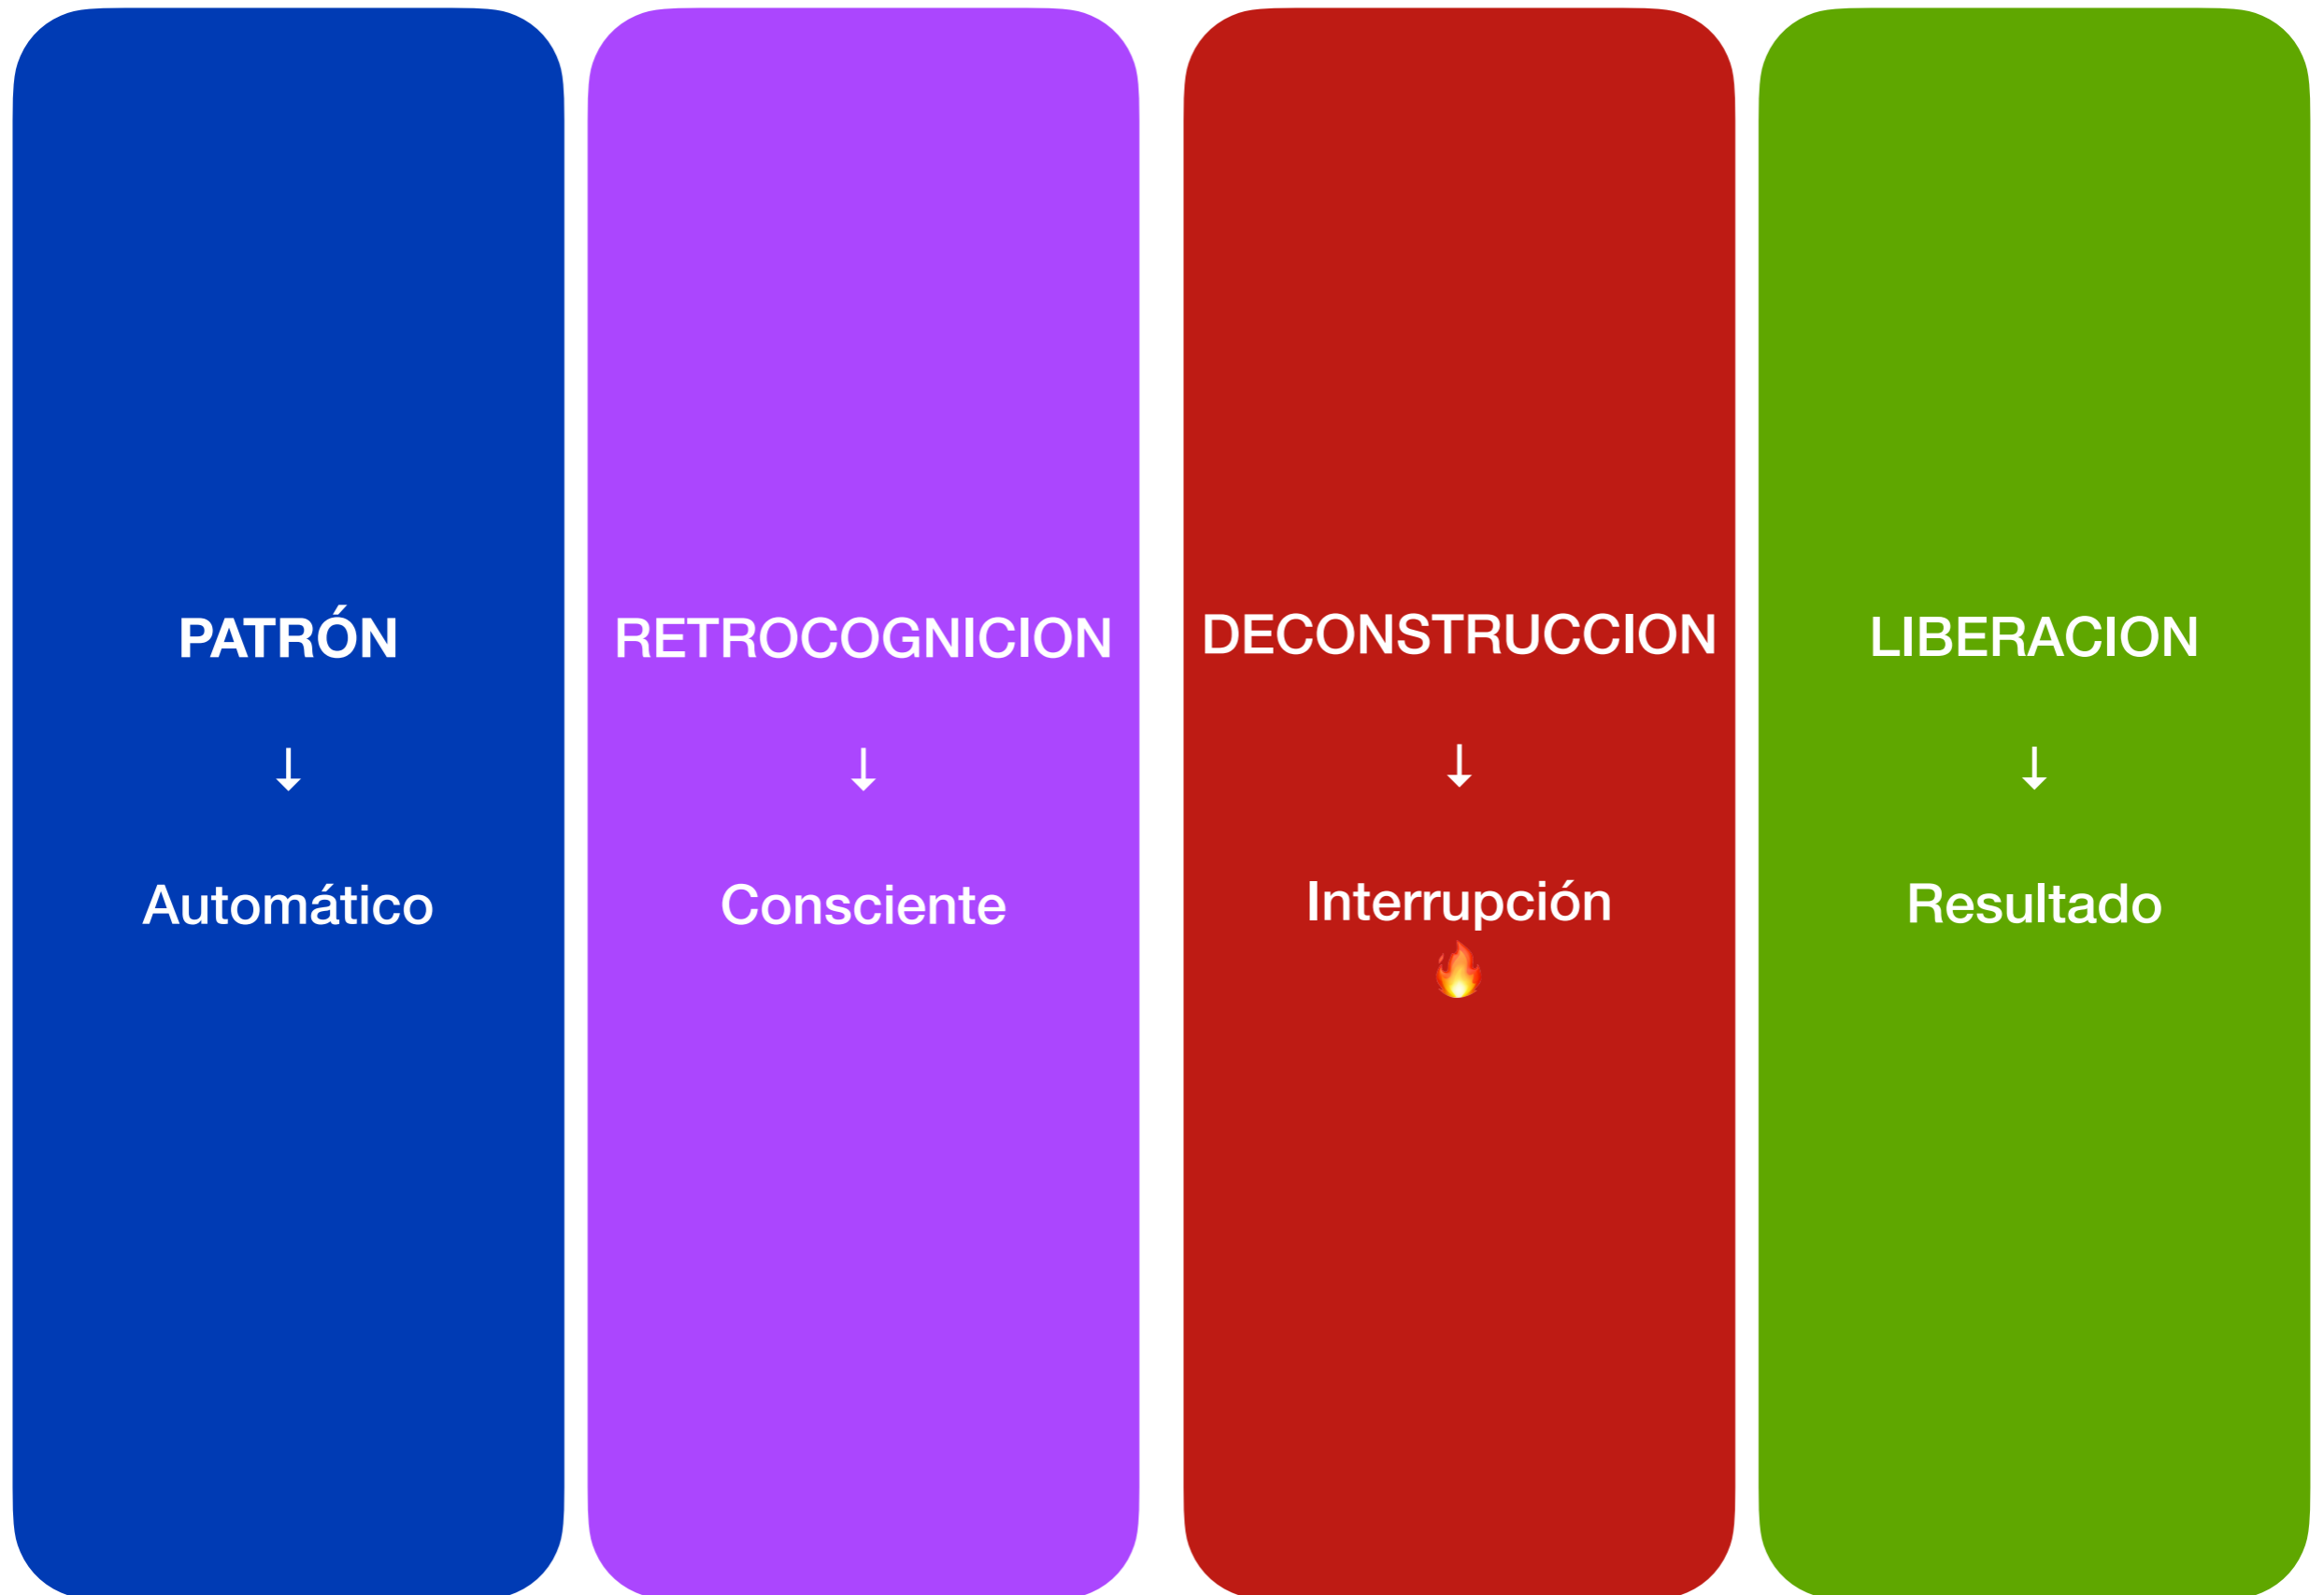 PATRÓN
↓
Automático
RETROCOGNICION
↓
Consciente
DECONSTRUCCION
↓
Interrupción
🔥
LIBERACION
↓
Resultado